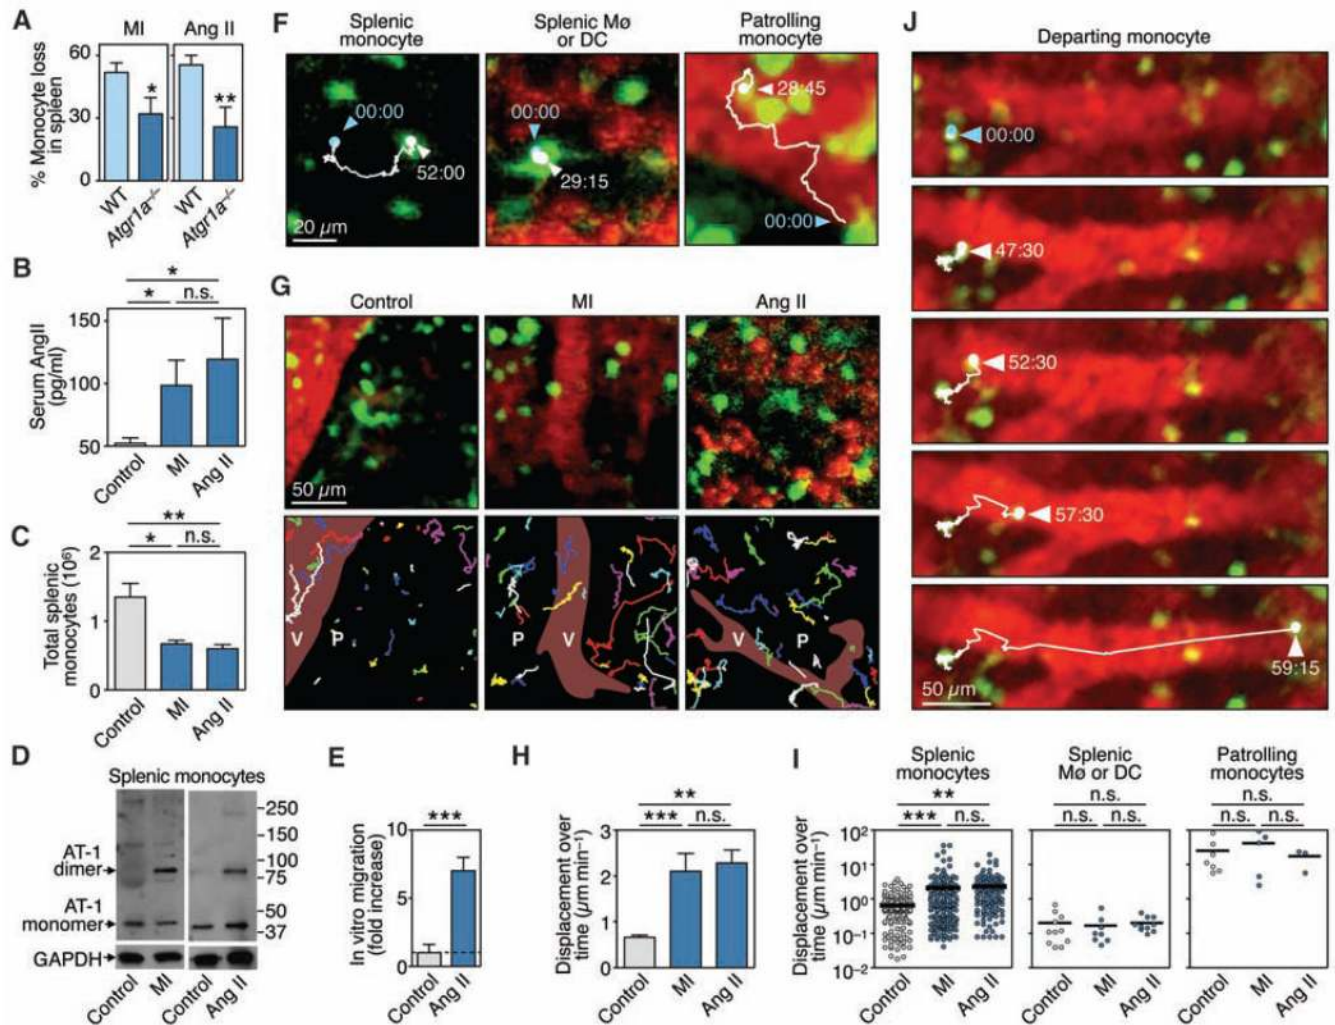 A
MI
Ang II
% Monocyte loss
in spleen
60
30
0
*
**
WT
Atgr1a–/–
WT
Atgr1a–/–
B
*
*
n.s.
Serum AngII
(pg/ml)
150
100
50
Control
MI
Ang II
C
**
*
n.s.
Total splenic
monocytes (10⁶)
2
1
0
Control
MI
Ang II
D
Splenic monocytes
AT-1
dimer
AT-1
monomer
GAPDH
-250
-150
-100
-75
-50
-37
Control
MI
Control
Ang II
E
***
In vitro migration
(fold increase)
10
5
0
Control
Ang II
F
Splenic
monocyte
Splenic Mø
or DC
Patrolling
monocyte
00:00
52:00
20 µm
00:00
29:15
28:45
00:00
G
Control
MI
Ang II
50 µm
V
P
P
V
V
P
H
**
***
n.s.
Displacement over
time (µm min⁻¹)
3
2
1
0
Control
MI
Ang II
I
Splenic
monocytes
Splenic
Mø or DC
Patrolling
monocytes
**
***
n.s.
n.s.
n.s.
n.s.
n.s.
n.s.
n.s.
Displacement over
time (µm min⁻¹)
10²
10¹
10⁰
10⁻¹
10⁻²
Control
MI
Ang II
Control
MI
Ang II
Control
MI
Ang II
J
Departing monocyte
00:00
47:30
52:30
57:30
59:15
50 µm